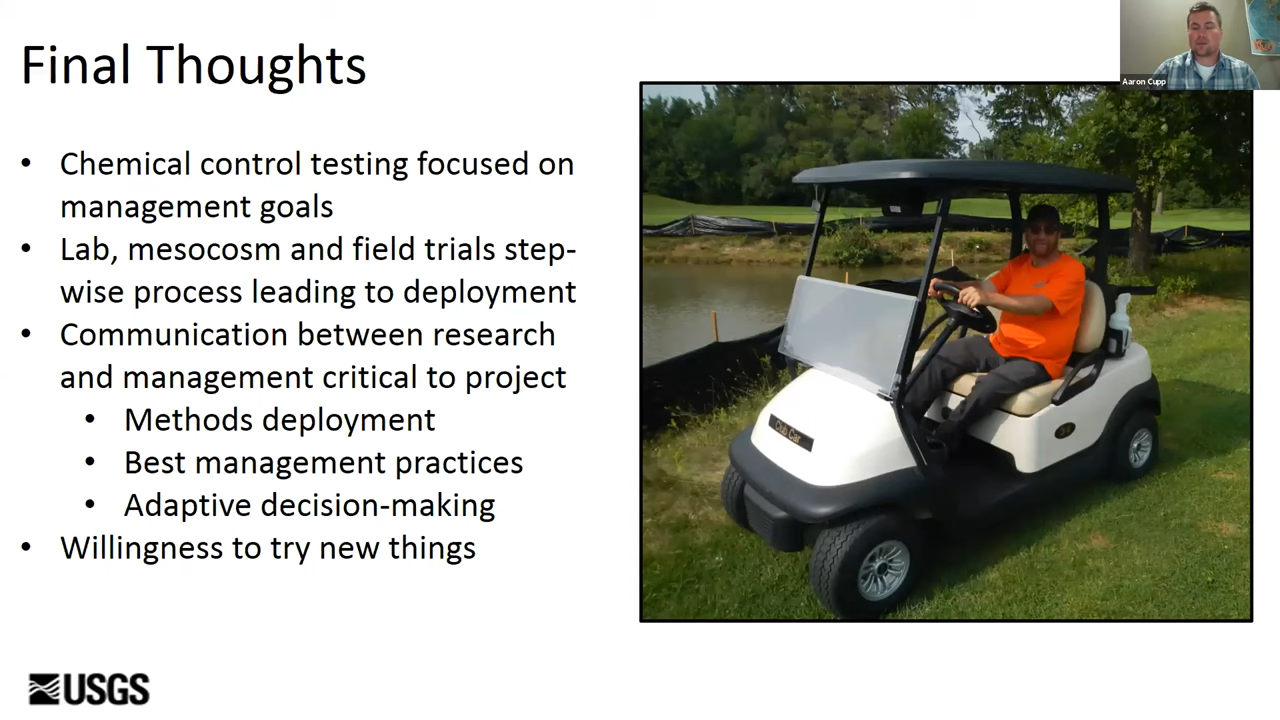 Final Thoughts
Aaron Cupp
• Chemical control testing focused on
management goals
• Lab, mesocosm and field trials step-
wise process leading to deployment
• Communication between research
and management critical to project
• Methods deployment
• Best management practices
• Adaptive decision-making
• Willingness to try new things
Club Car
USGS